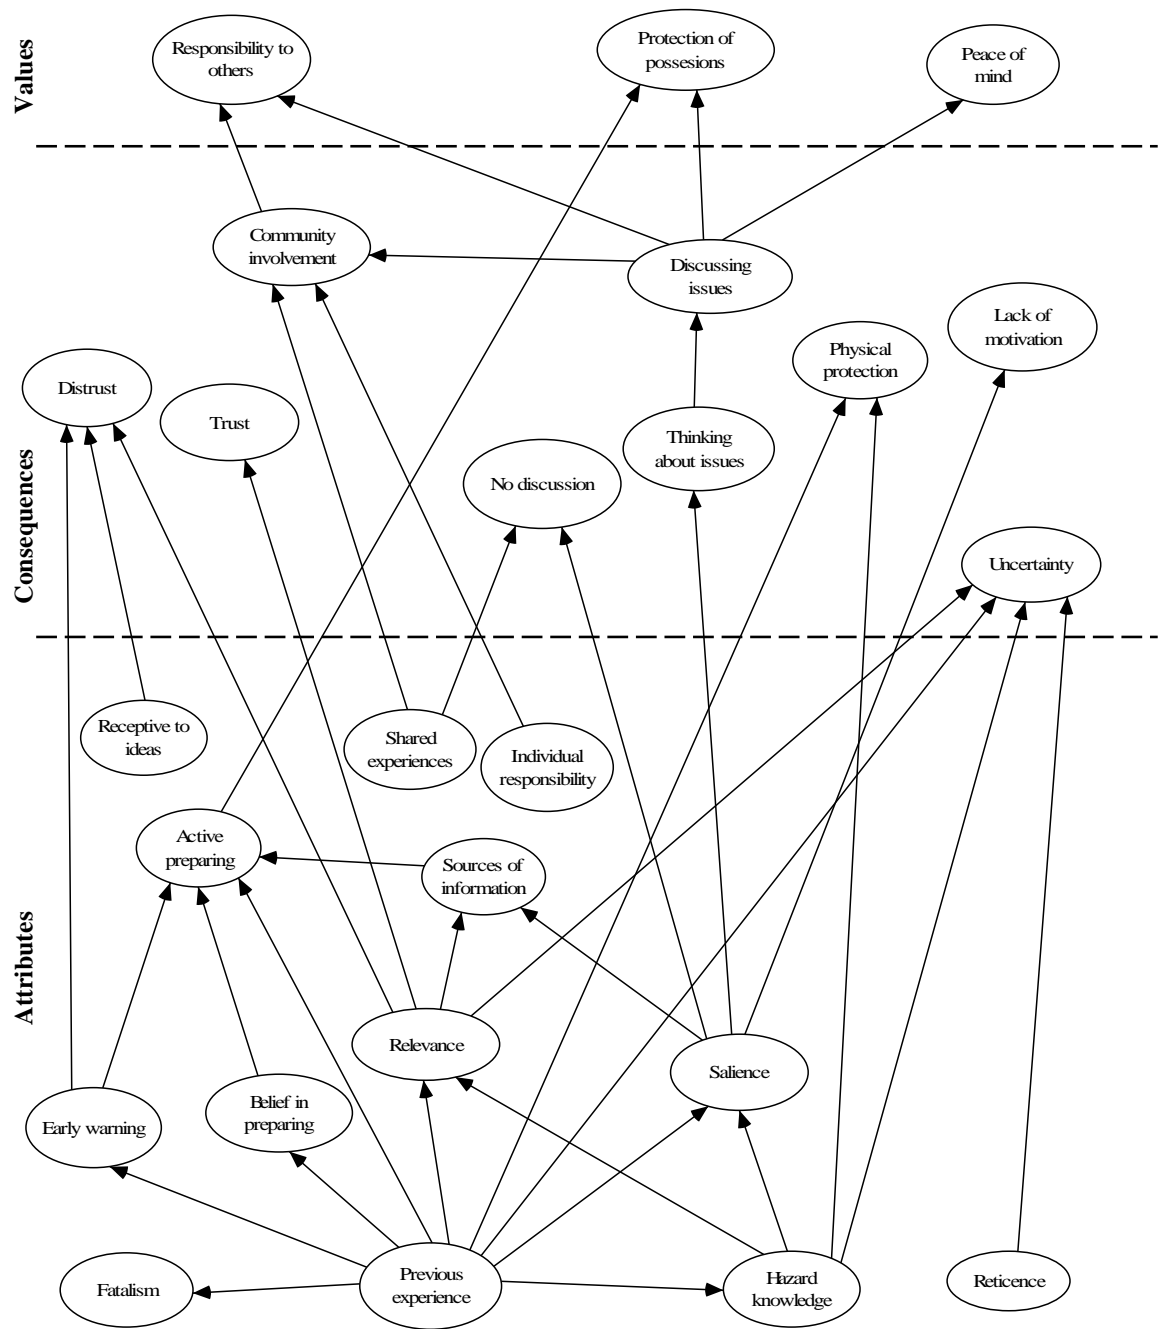 Values
Responsibility to
others
Protection of
possesions
Peace of
mind
Community
involvement
Discussing
issues
Lack of
motivation
Physical
protection
Distrust
Trust
Thinking
about issues
No discussion
Consequences
Uncertainty
Receptive to
ideas
Shared
experiences
Individual
responsibility
Active
preparing
Sources of
information
Attributes
Relevance
Salience
Early warning
Belief in
preparing
Fatalism
Previous
experience
Hazard
knowledge
Reticence